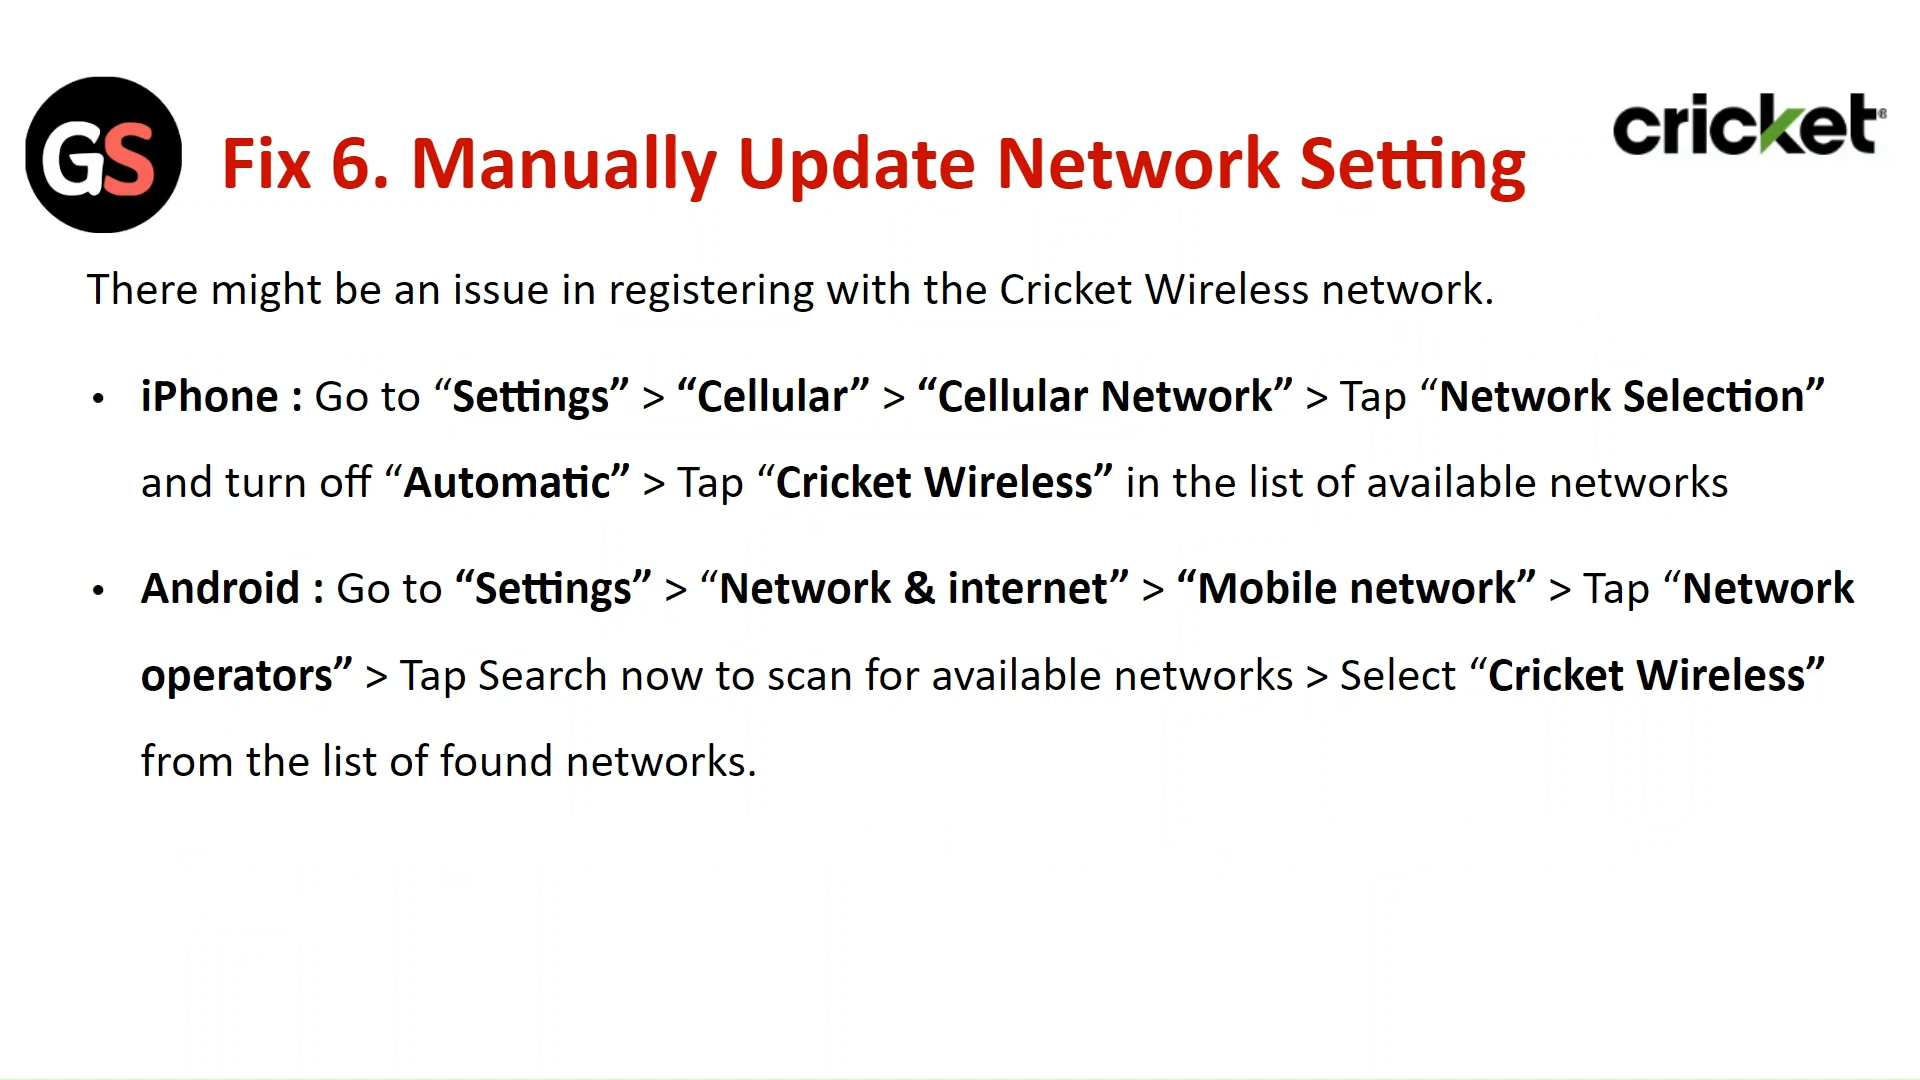 GS
cricket®
Fix 6. Manually Update Network Setting
There might be an issue in registering with the Cricket Wireless network.
• iPhone : Go to “Settings” > “Cellular” > “Cellular Network” > Tap “Network Selection”
and turn off “Automatic” > Tap “Cricket Wireless” in the list of available networks
• Android : Go to “Settings” > “Network & internet” > “Mobile network” > Tap “Network
operators” > Tap Search now to scan for available networks > Select “Cricket Wireless”
from the list of found networks.